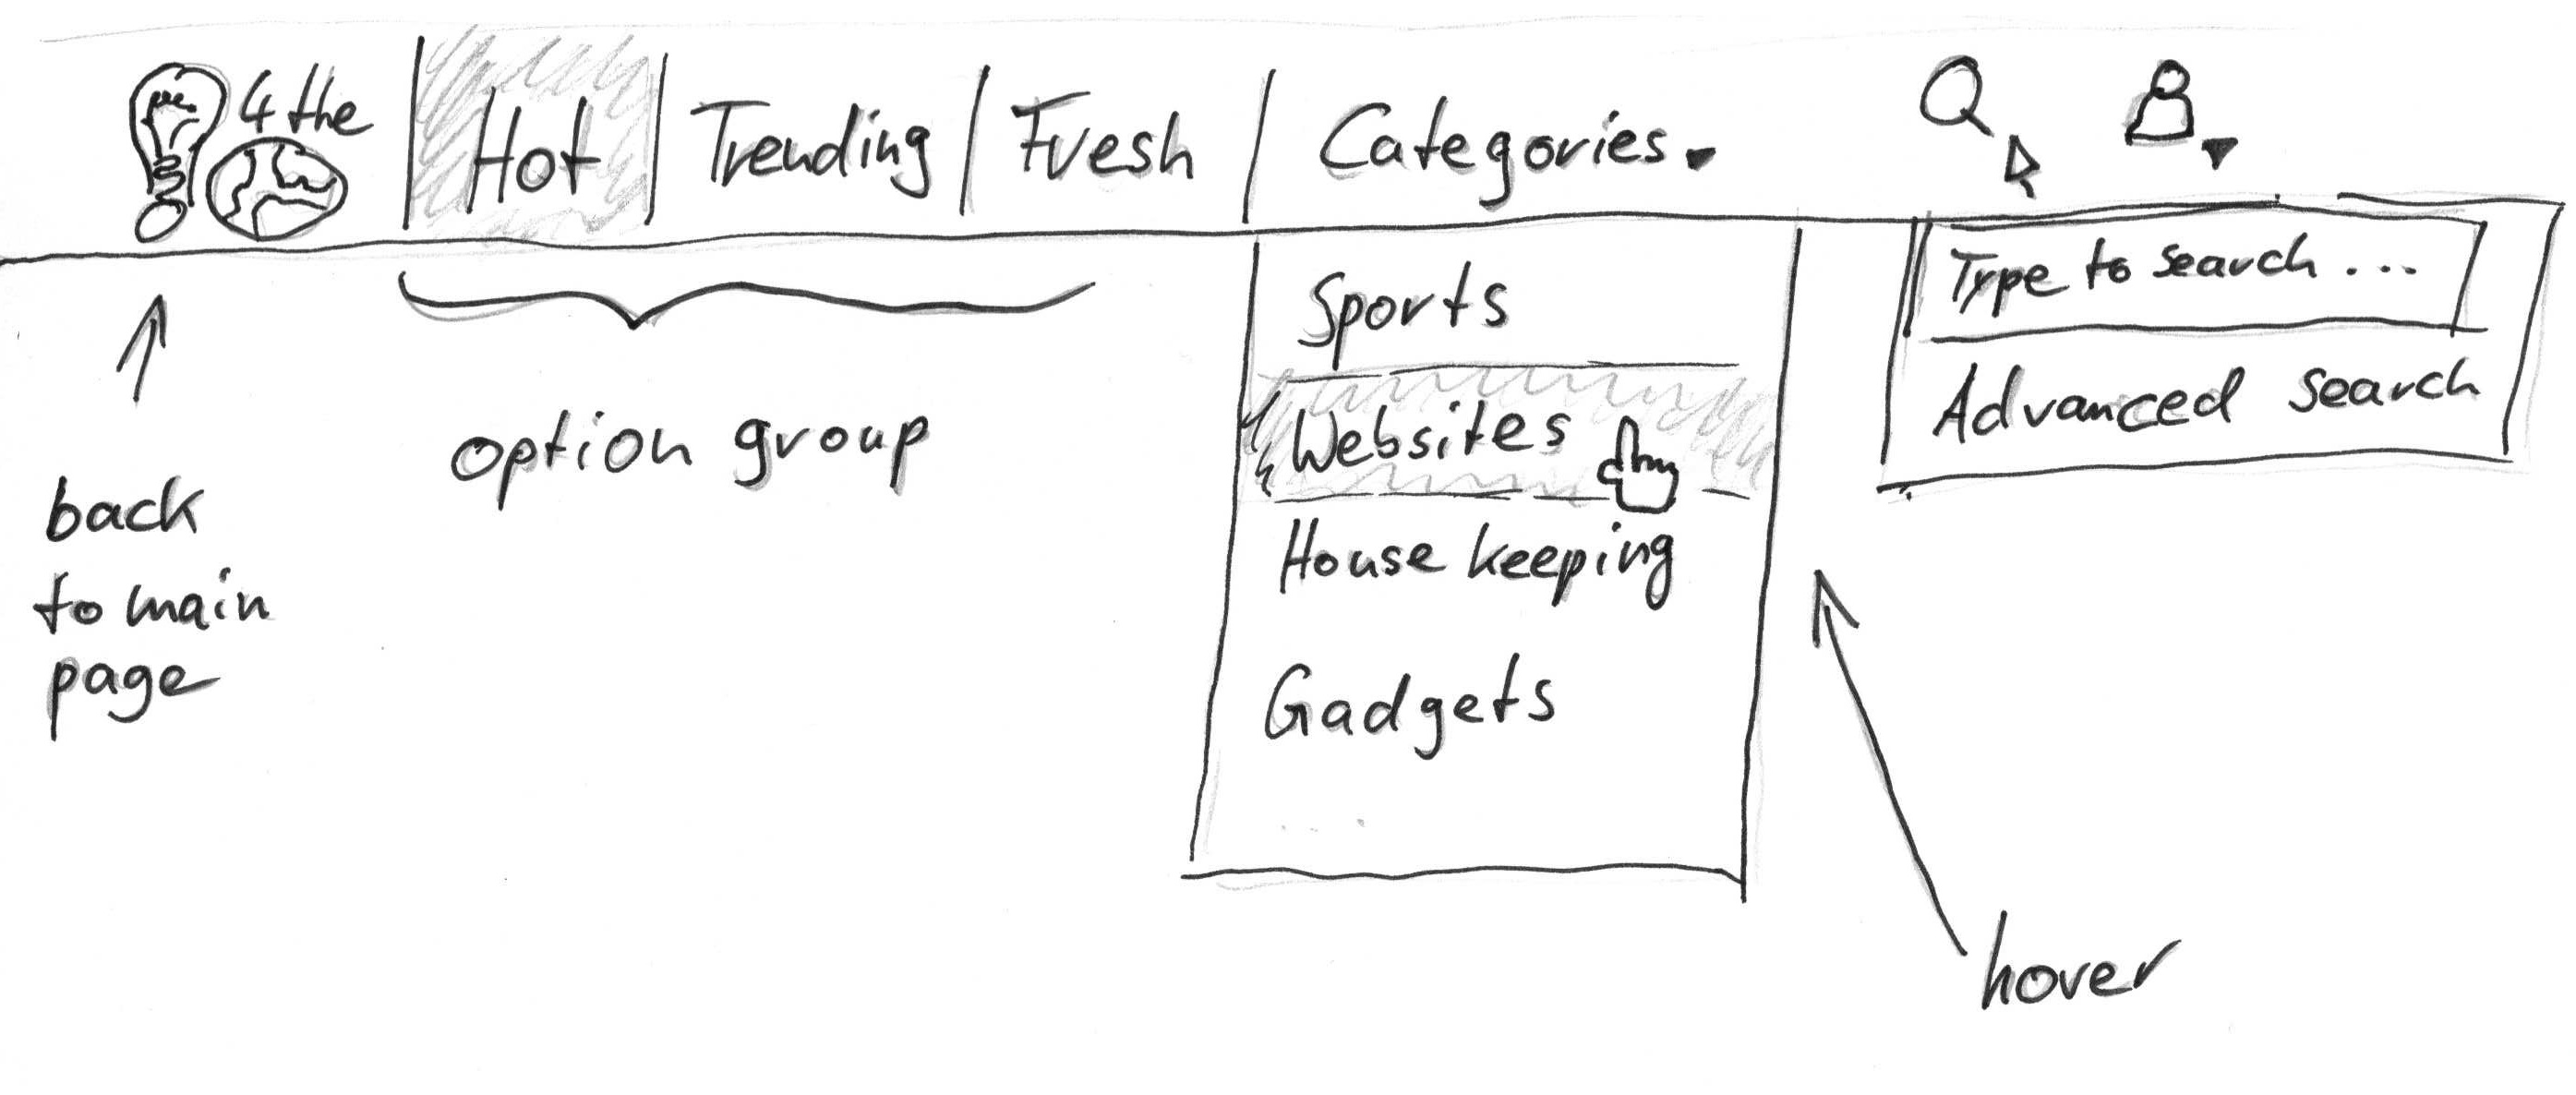 4 the
Hot Trending Fresh Categories
Type to search ...
Advanced search
Sports
Websites
House keeping
Gadgets
option group
back
to main
page
hover